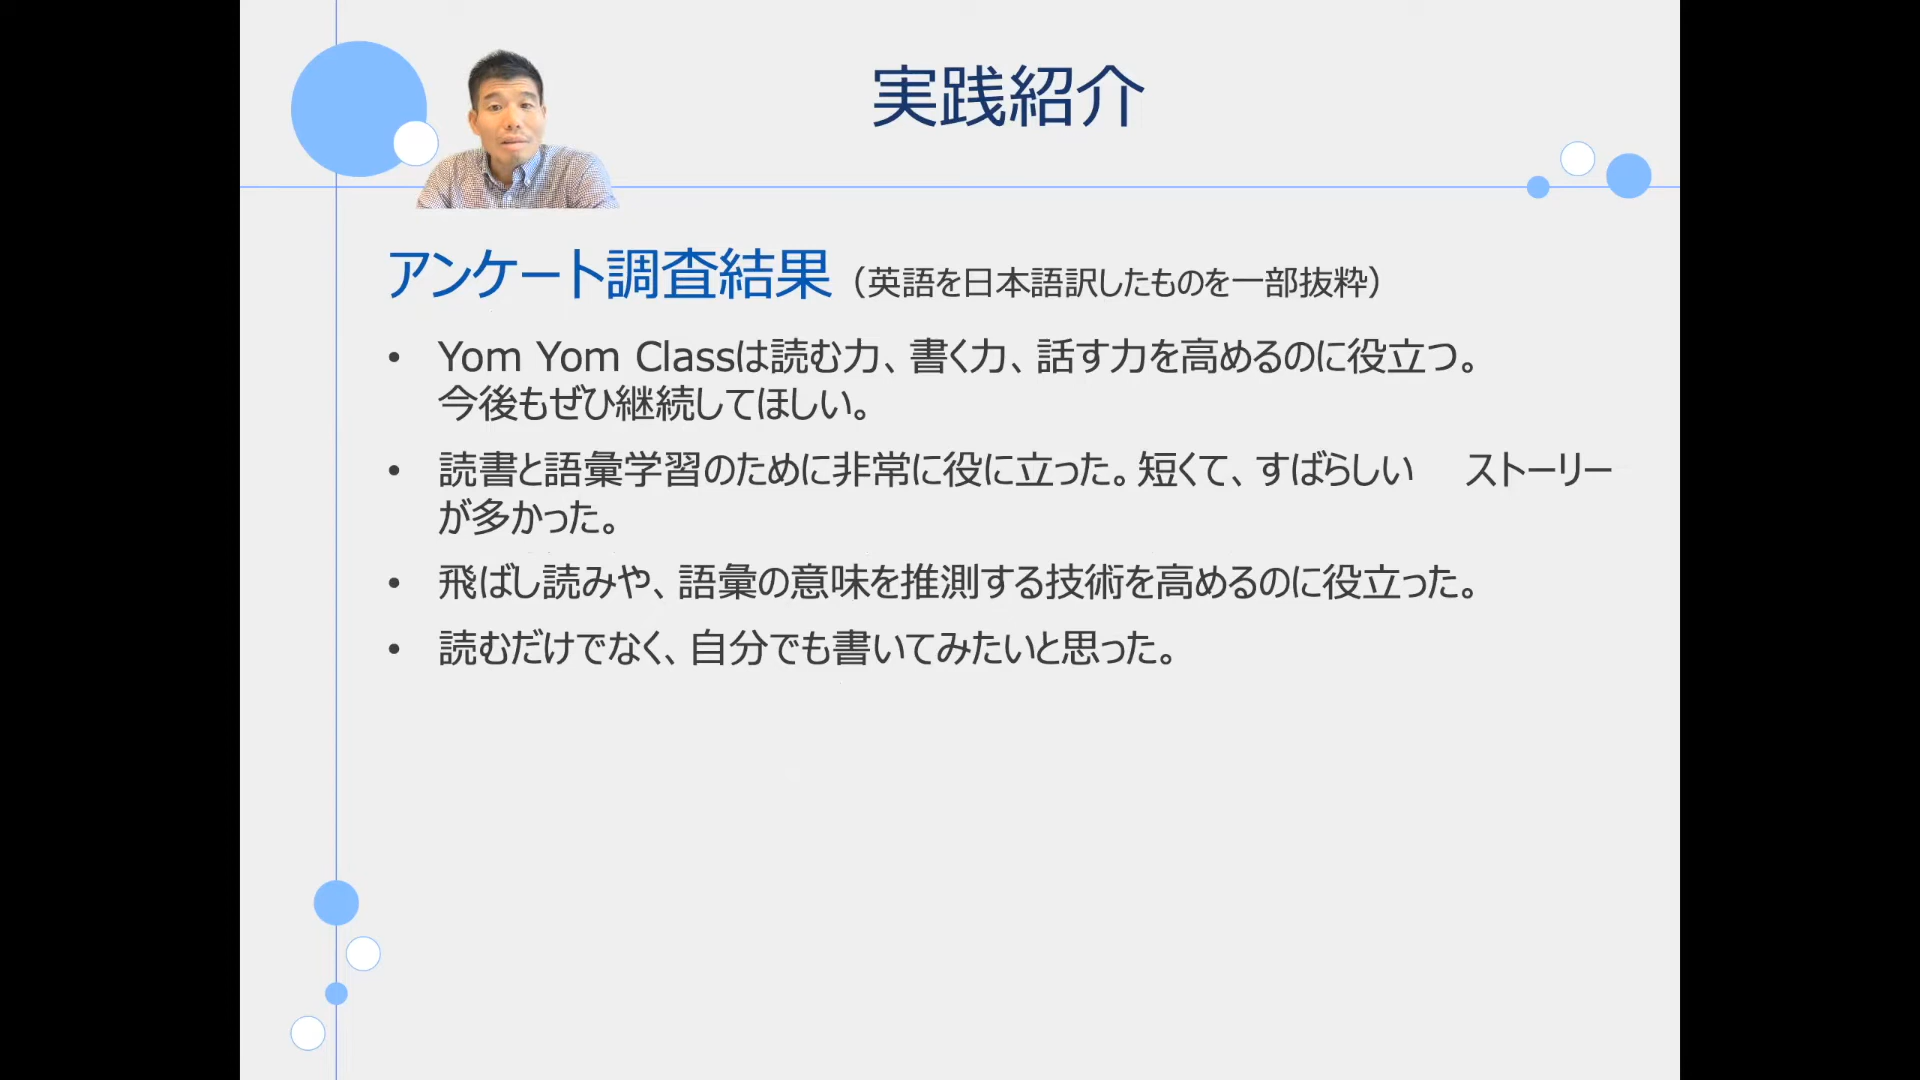 実践紹介
アンケート調査結果（英語を日本語訳したものを一部抜粋）
• Yom Yom Classは読む力、書く力、話す力を高めるのに役立つ。
今後もぜひ継続してほしい。
• 読書と語彙学習のために非常に役に立った。短くて、すばらしい　ストーリー
が多かった。
• 飛ばし読みや、語彙の意味を推測する技術を高めるのに役立った。
• 読むだけでなく、自分でも書いてみたいと思った。